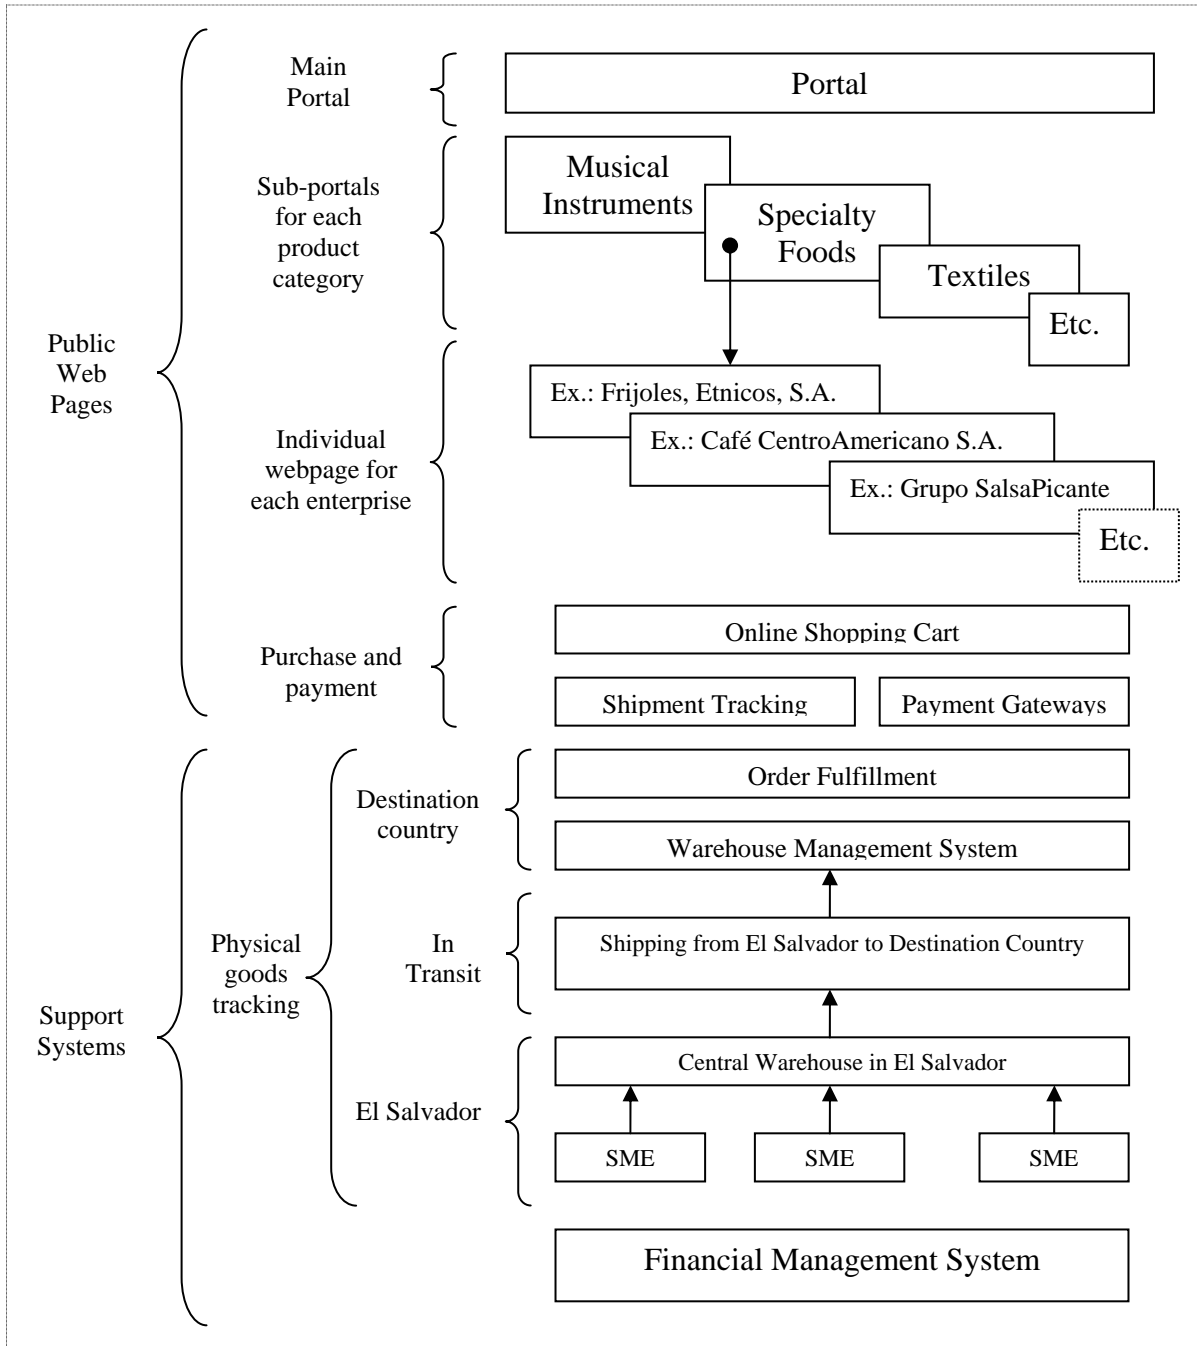 Main
Portal
Portal
Sub-portals
for each
product
category
Musical
Instruments
Specialty
Foods
Textiles
Etc.
Public
Web
Pages
Individual
webpage for
each enterprise
Ex.: Frijoles, Etnicos, S.A.
Ex.: Café CentroAmericano S.A.
Ex.: Grupo SalsaPicante
Etc.
Purchase and
payment
Online Shopping Cart
Shipment Tracking
Payment Gateways
Support
Systems
Physical
goods
tracking
Destination
country
Order Fulfillment
Warehouse Management System
In
Transit
Shipping from El Salvador to Destination Country
El Salvador
Central Warehouse in El Salvador
SME
SME
SME
Financial Management System